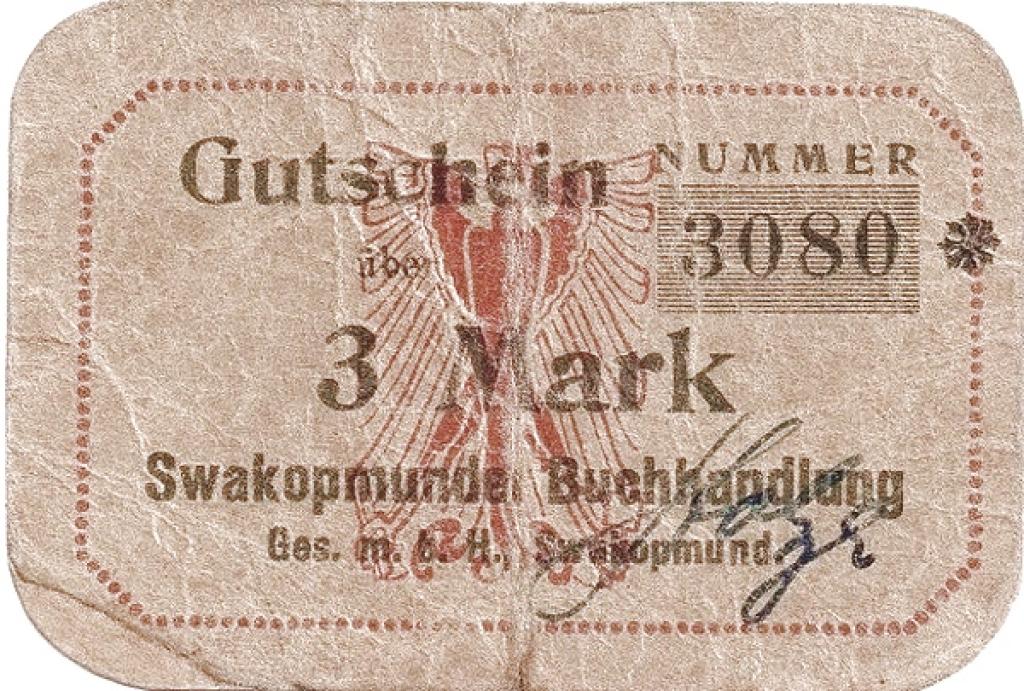 Gutschein
NUMMER
3080
über
3 Mark
Swakopmunder Buchhandlung
Ges. m. b. H., Swakopmund.